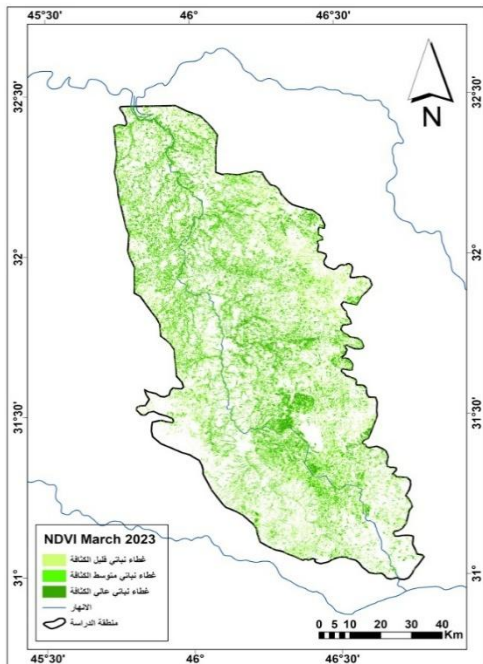 45°30' 46° 46°30'
32°30' 32°30'
N
32° 32°
31°30' 31°30'
NDVI March 2023
غطاء نباتي قليل الكثافة
غطاء نباتي متوسط الكثافة
غطاء نباتي عالي الكثافة
الانهار
منطقة الدراسة
31° 31°
0 5 10 20 30 40
Km
45°30' 46° 46°30'